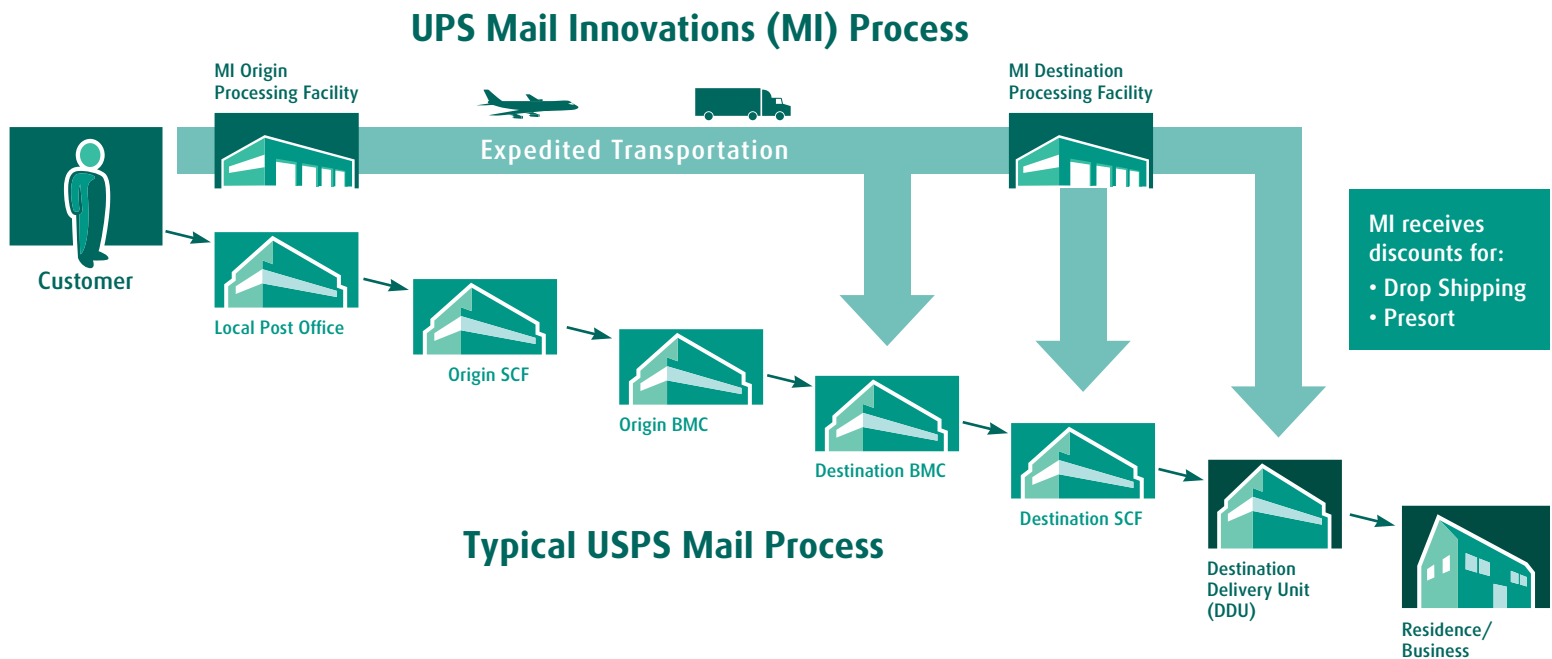 UPS Mail Innovations (MI) Process
MI Origin
Processing Facility
MI Destination
Processing Facility
Expedited Transportation
Customer
Local Post Office
Origin SCF
Origin BMC
Destination BMC
Destination SCF
Destination
Delivery Unit
(DDU)
Residence/
Business
MI receives
discounts for:
• Drop Shipping
• Presort
Typical USPS Mail Process